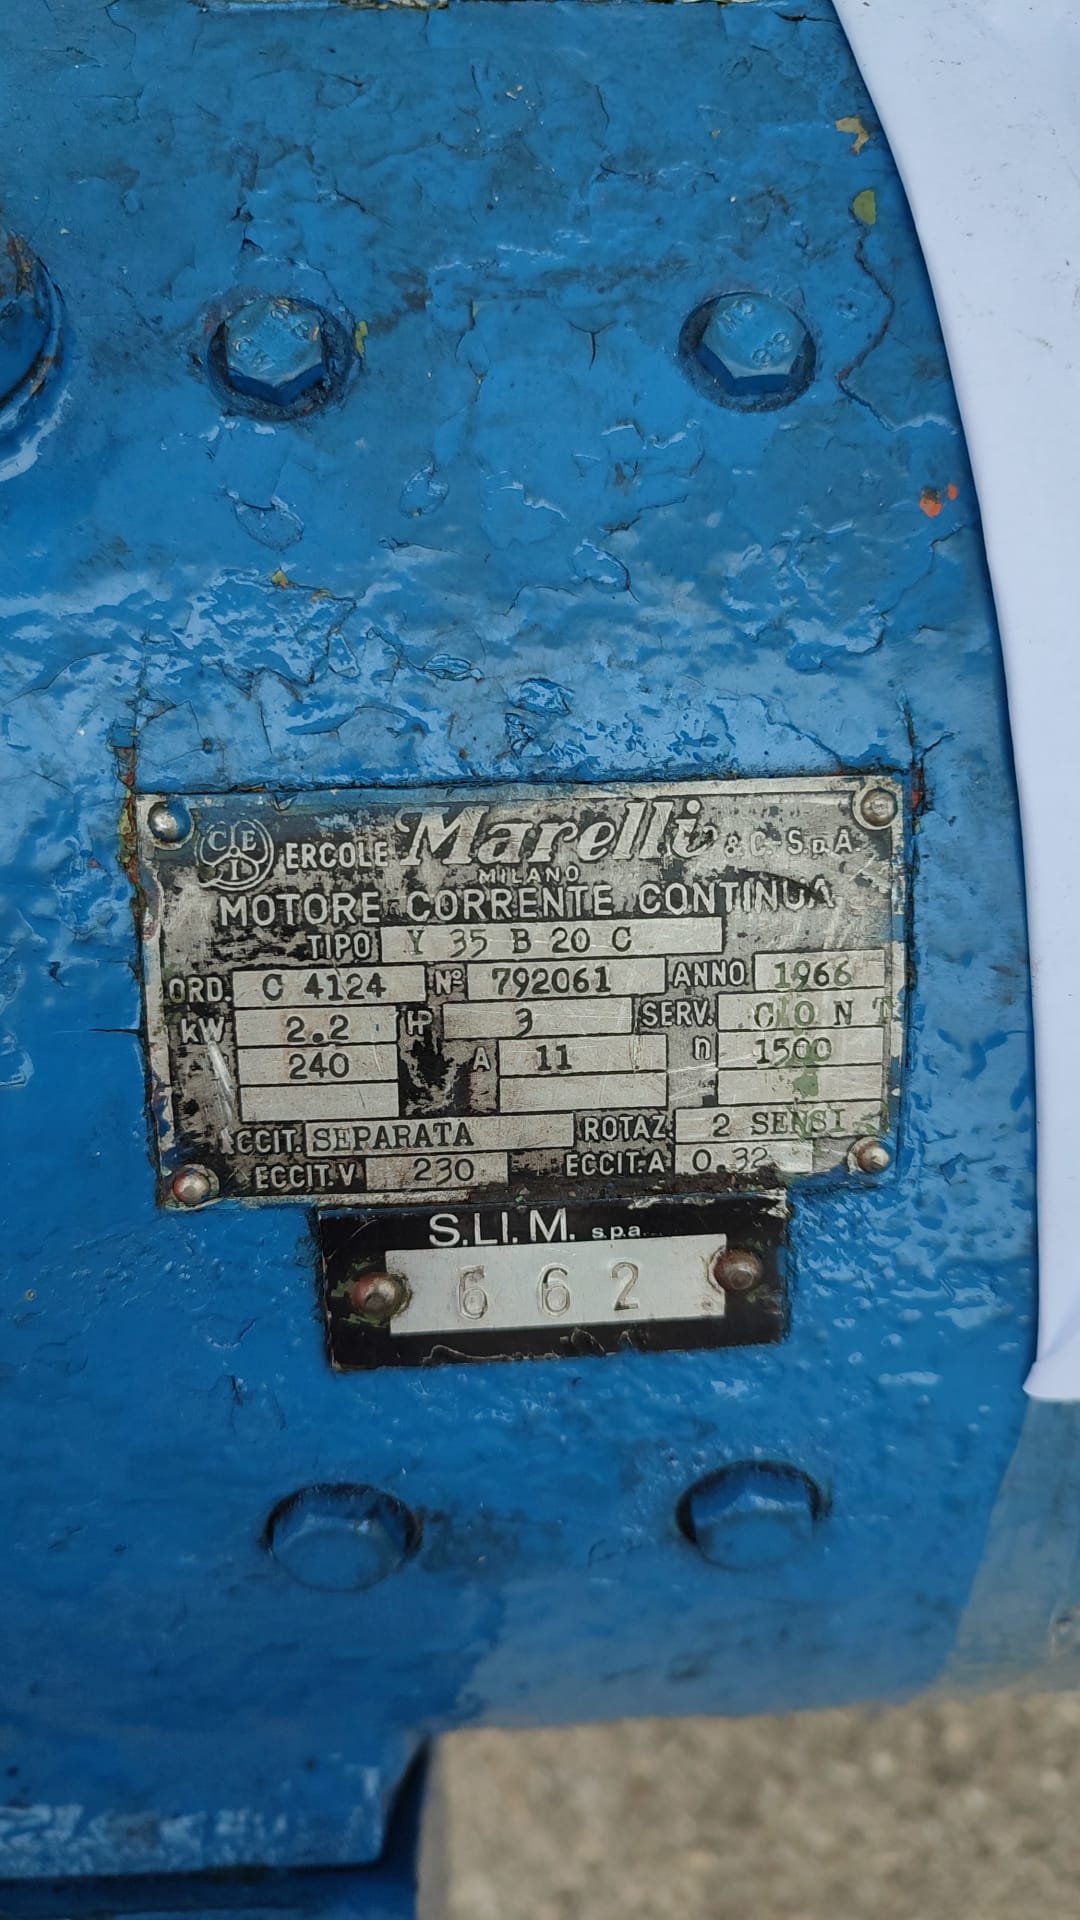 CEI
ERCOLE Marelli & C. S.p.A.
MILANO
MOTORE CORRENTE CONTINUA
TIPO Y 35 B 20 C
ORD. C 4124 Nº 792061 ANNO 1966
kW 2.2 HP 3 SERV. CONT
240 A 11 n 1500
ECCIT. SEPARATA ROTAZ. 2 SENSI
ECCIT.V 230 ECCIT.A 0.32
S.LI.M. s.p.a.
662